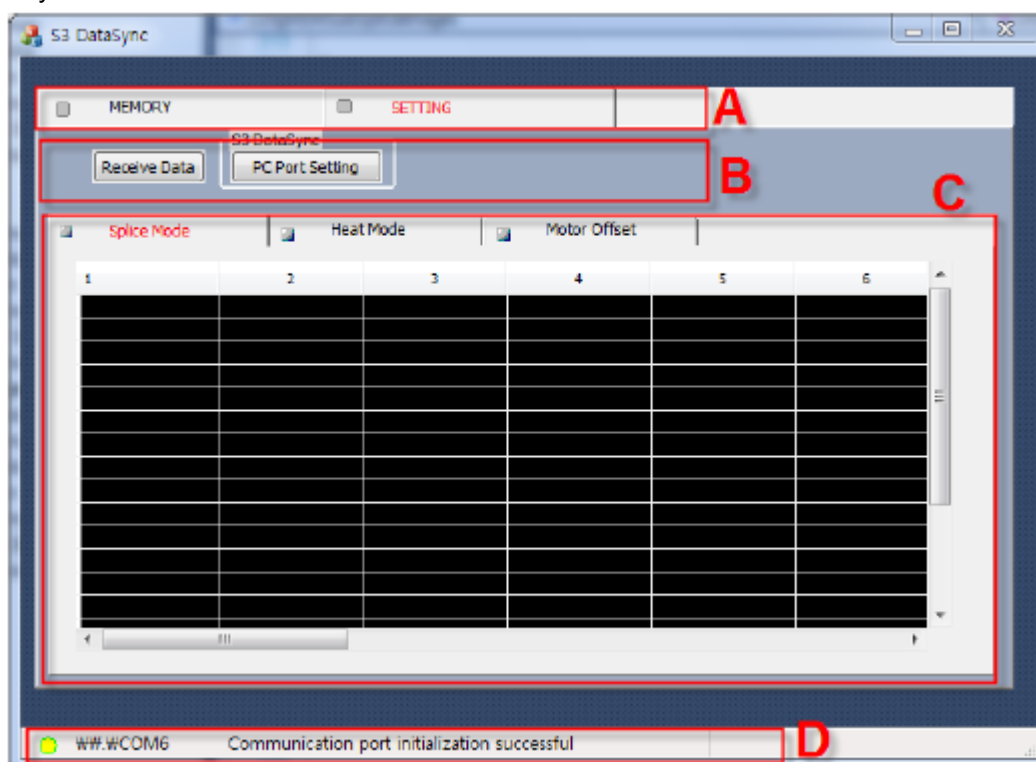 S3 DataSync
MEMORY SETTING A
S3 DataSync
Receive Data PC Port Setting B
C
Splice Mode Heat Mode Motor Offset
1 2 3 4 5 6
₩₩.₩COM6 Communication port initialization successful D